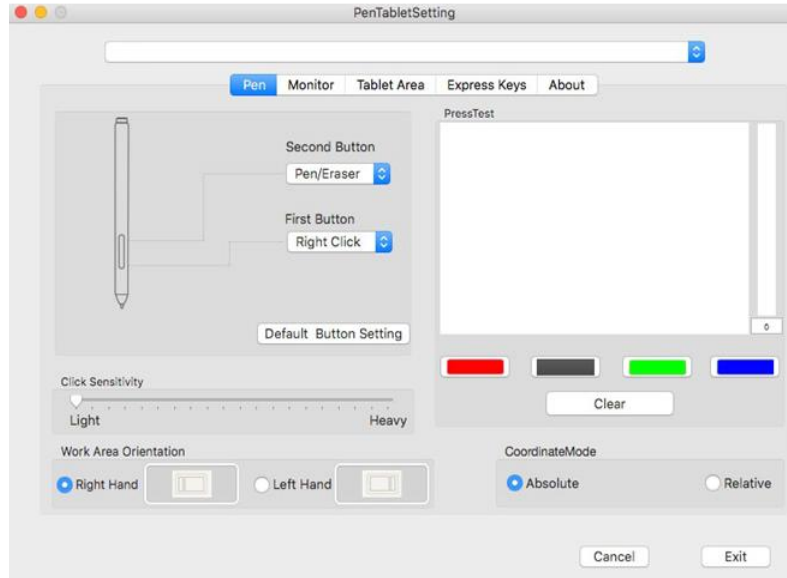 PenTabletSetting
Pen Monitor Tablet Area Express Keys About
PressTest
Second Button
Pen/Eraser
First Button
Right Click
Default Button Setting
0
Clear
Click Sensitivity
Light Heavy
Work Area Orientation
Right Hand Left Hand
CoordinateMode
Absolute Relative
Cancel Exit